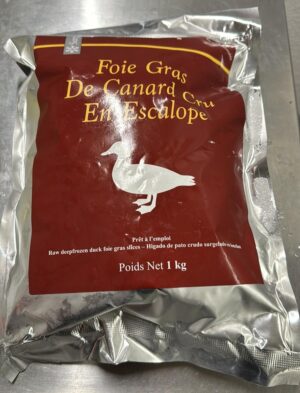 Foie Gras
De Canard Cru
En Escalope
Prêt à l'emploi
Raw deepfrozen duck foie gras slices – Hígado de pato crudo surgelado
Poids Net 1 kg